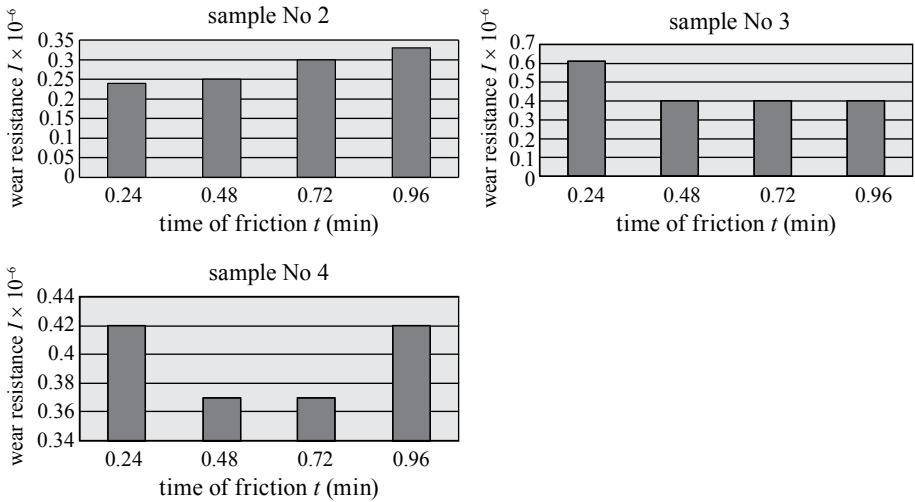 sample No 2
wear resistance I × 10⁻⁶
0.35
0.3
0.25
0.2
0.15
0.1
0.05
0
0.24 0.48 0.72 0.96
time of friction t (min)
sample No 3
wear resistance I × 10⁻⁶
0.7
0.6
0.5
0.4
0.3
0.2
0.1
0
0.24 0.48 0.72 0.96
time of friction t (min)
sample No 4
wear resistance I × 10⁻⁶
0.44
0.42
0.4
0.38
0.36
0.34
0.24 0.48 0.72 0.96
time of friction t (min)